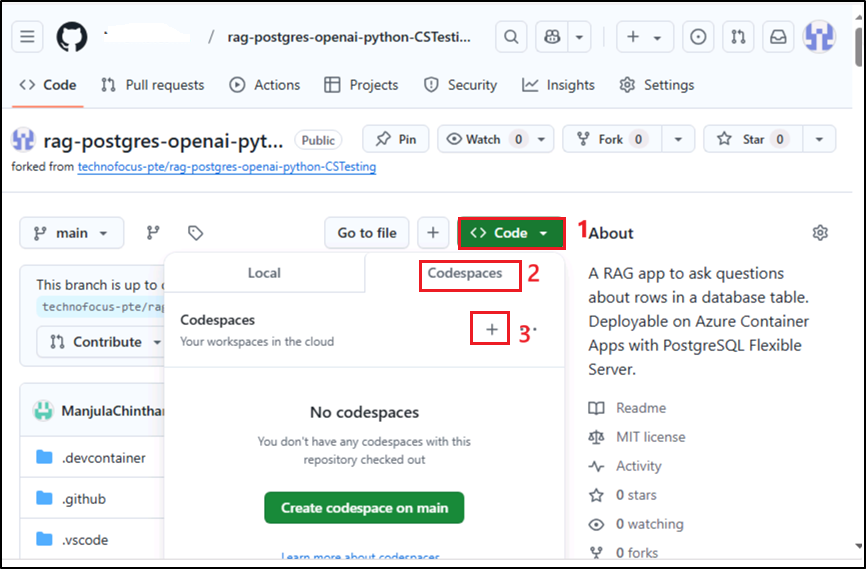 / rag-postgres-openai-python-CSTesti...
Code Pull requests Actions Projects Security Insights Settings
rag-postgres-openai-pyt... Public Pin Watch 0 Fork 0 Star 0
forked from technofocus-pte/rag-postgres-openai-python-CSTesting
main Go to file + Code 1 About
This branch is up to
technofocus-pte/rag
Contribute
Local Codespaces 2
Codespaces
Your workspaces in the cloud
+ 3
No codespaces
You don't have any codespaces with this
repository checked out
Create codespace on main
Learn more about codespaces
ManjulaChinthar
.devcontainer
.github
.vscode
A RAG app to ask questions
about rows in a database table.
Deployable on Azure Container
Apps with PostgreSQL Flexible
Server.
Readme
MIT license
Activity
0 stars
0 watching
0 forks